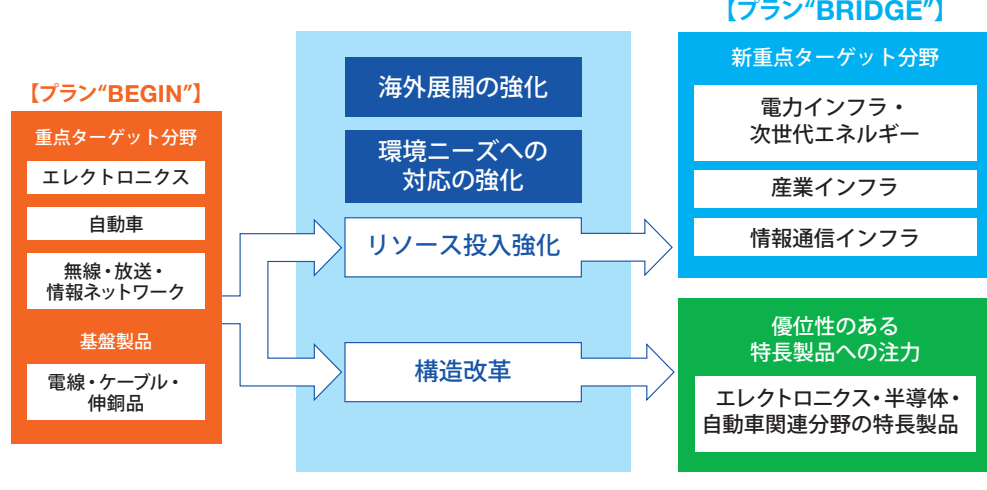 【プラン“BEGIN”】
重点ターゲット分野
エレクトロニクス
自動車
無線・放送・
情報ネットワーク
基盤製品
電線・ケーブル・
伸銅品
海外展開の強化
環境ニーズへの
対応の強化
リソース投入強化
構造改革
【プラン“BRIDGE”】
新重点ターゲット分野
電力インフラ・
次世代エネルギー
産業インフラ
情報通信インフラ
優位性のある
特長製品への注力
エレクトロニクス・半導体・
自動車関連分野の特長製品